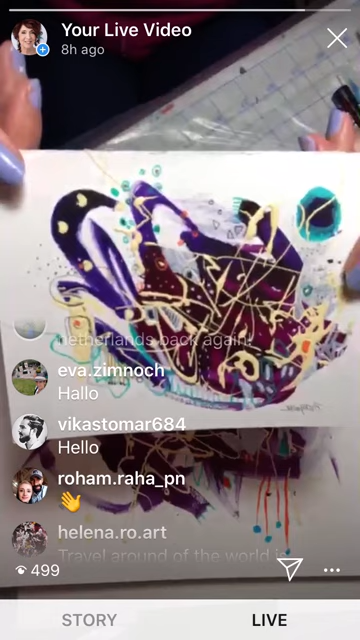 Your Live Video
8h ago
netherlands back again!
eva.zimnoch
Hallo
vikastomar684
Hello
roham.raha_pn
👋
helena.ro.art
Travel around of the world is
499
STORY
LIVE